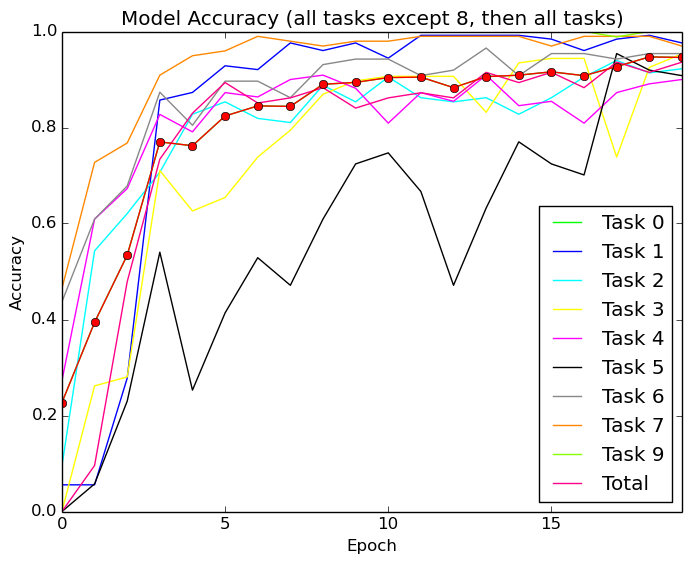 Model Accuracy (all tasks except 8, then all tasks)
1.0
0.8
0.6
0.4
0.2
0.0
Accuracy
0
5
10
15
Epoch
Task 0
Task 1
Task 2
Task 3
Task 4
Task 5
Task 6
Task 7
Task 9
Total